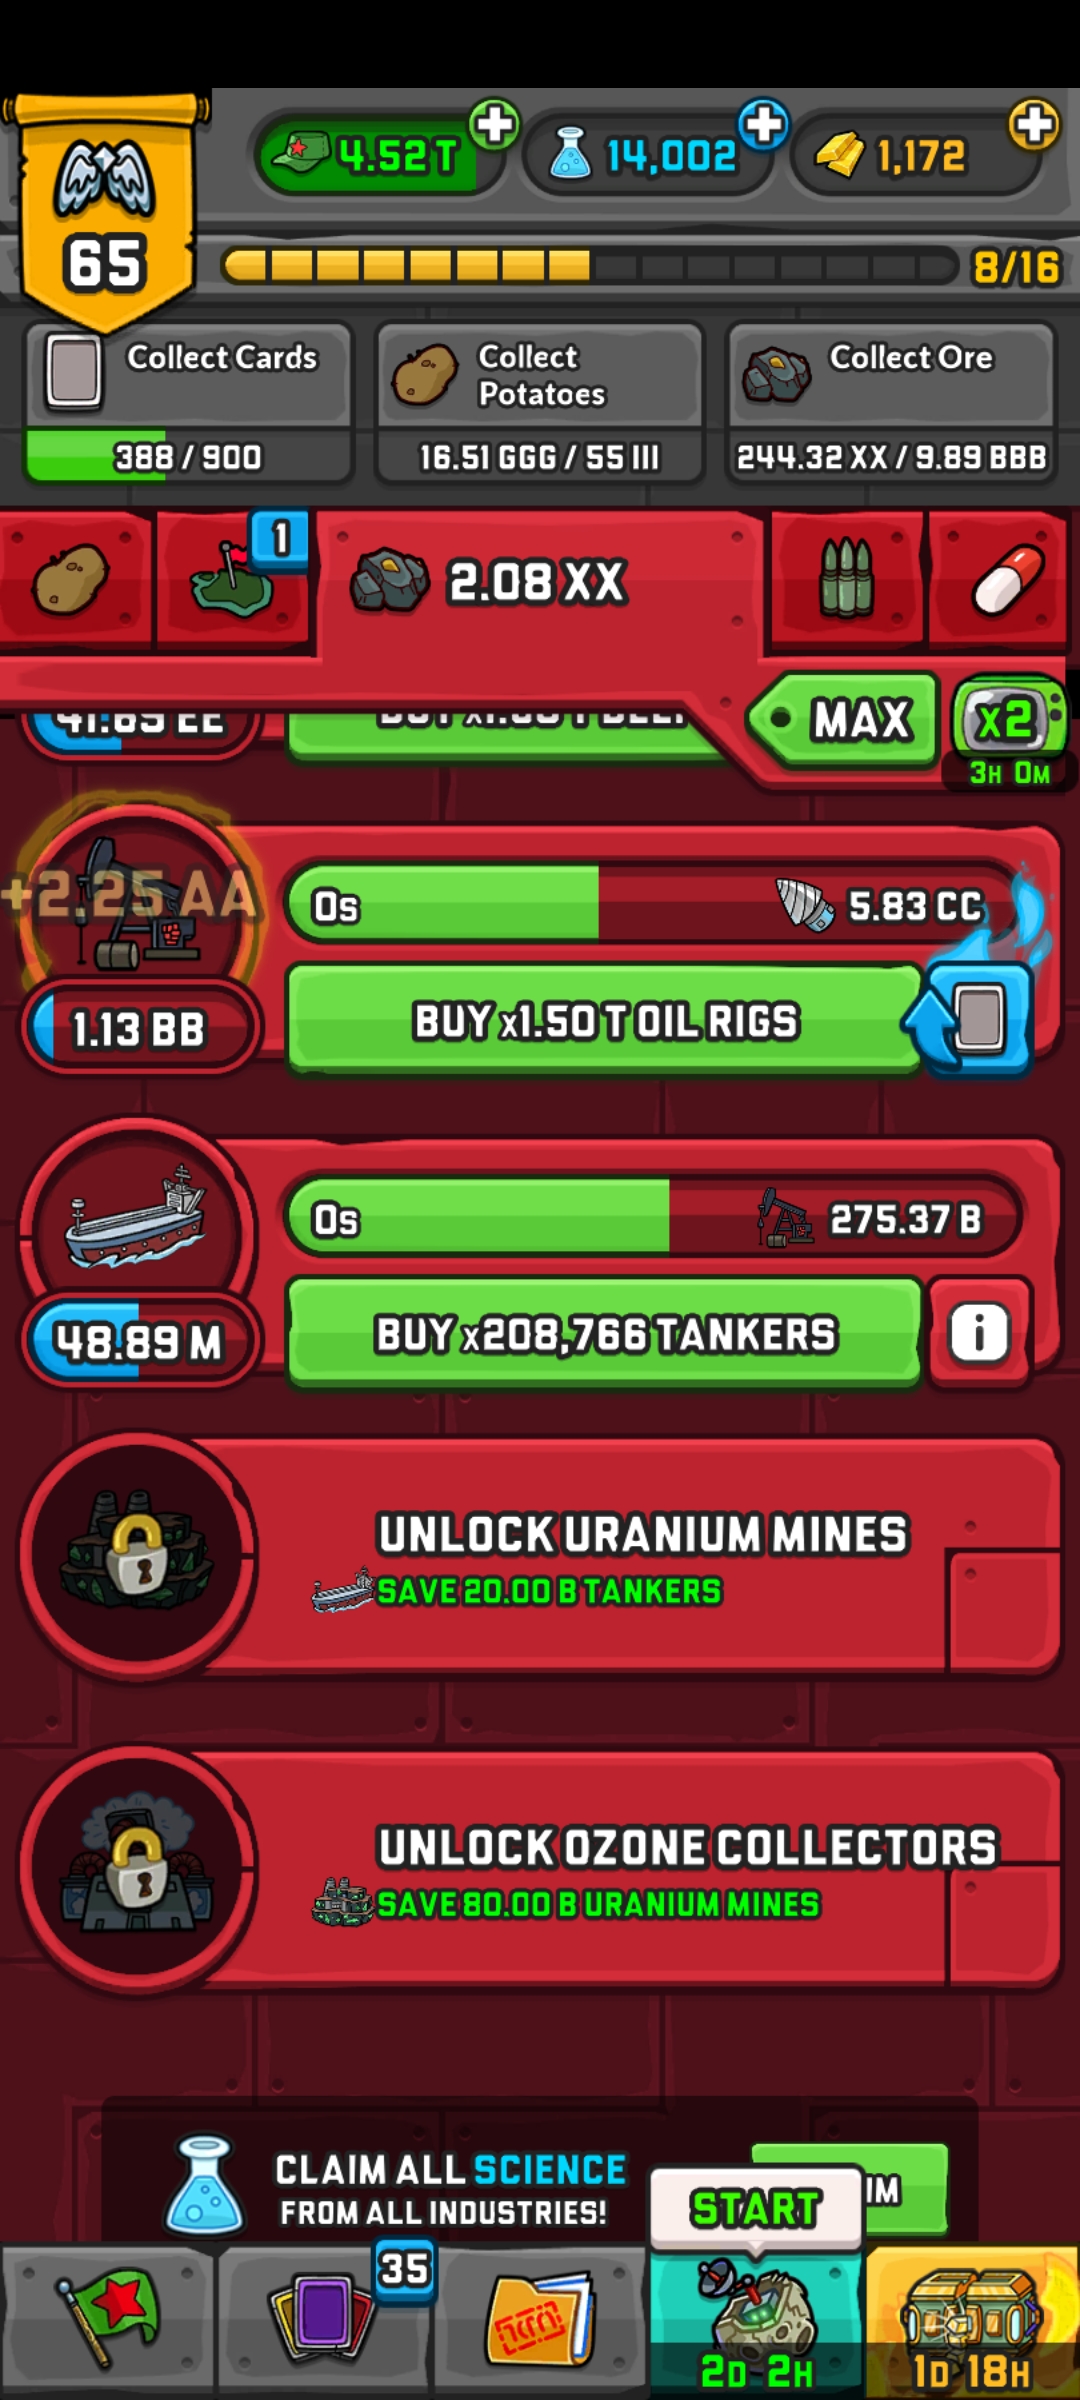 4.52 T
14,002
1,172
65
8/16
Collect Cards
388 / 900
Collect
Potatoes
16.51 GGG / 55 III
Collect Ore
244.32 XX / 9.89 BBB
1
2.08 XX
MAX
x2
3H 0M
41.65 EE
+2.25 AA
0s
5.83 CC
1.13 BB
BUY x1.50 T OIL RIGS
0s
275.37 B
48.89 M
BUY x208,766 TANKERS
i
UNLOCK URANIUM MINES
SAVE 20.00 B TANKERS
UNLOCK OZONE COLLECTORS
SAVE 80.00 B URANIUM MINES
CLAIM ALL SCIENCE
FROM ALL INDUSTRIES!
START
35
2D 2H
1D 18H